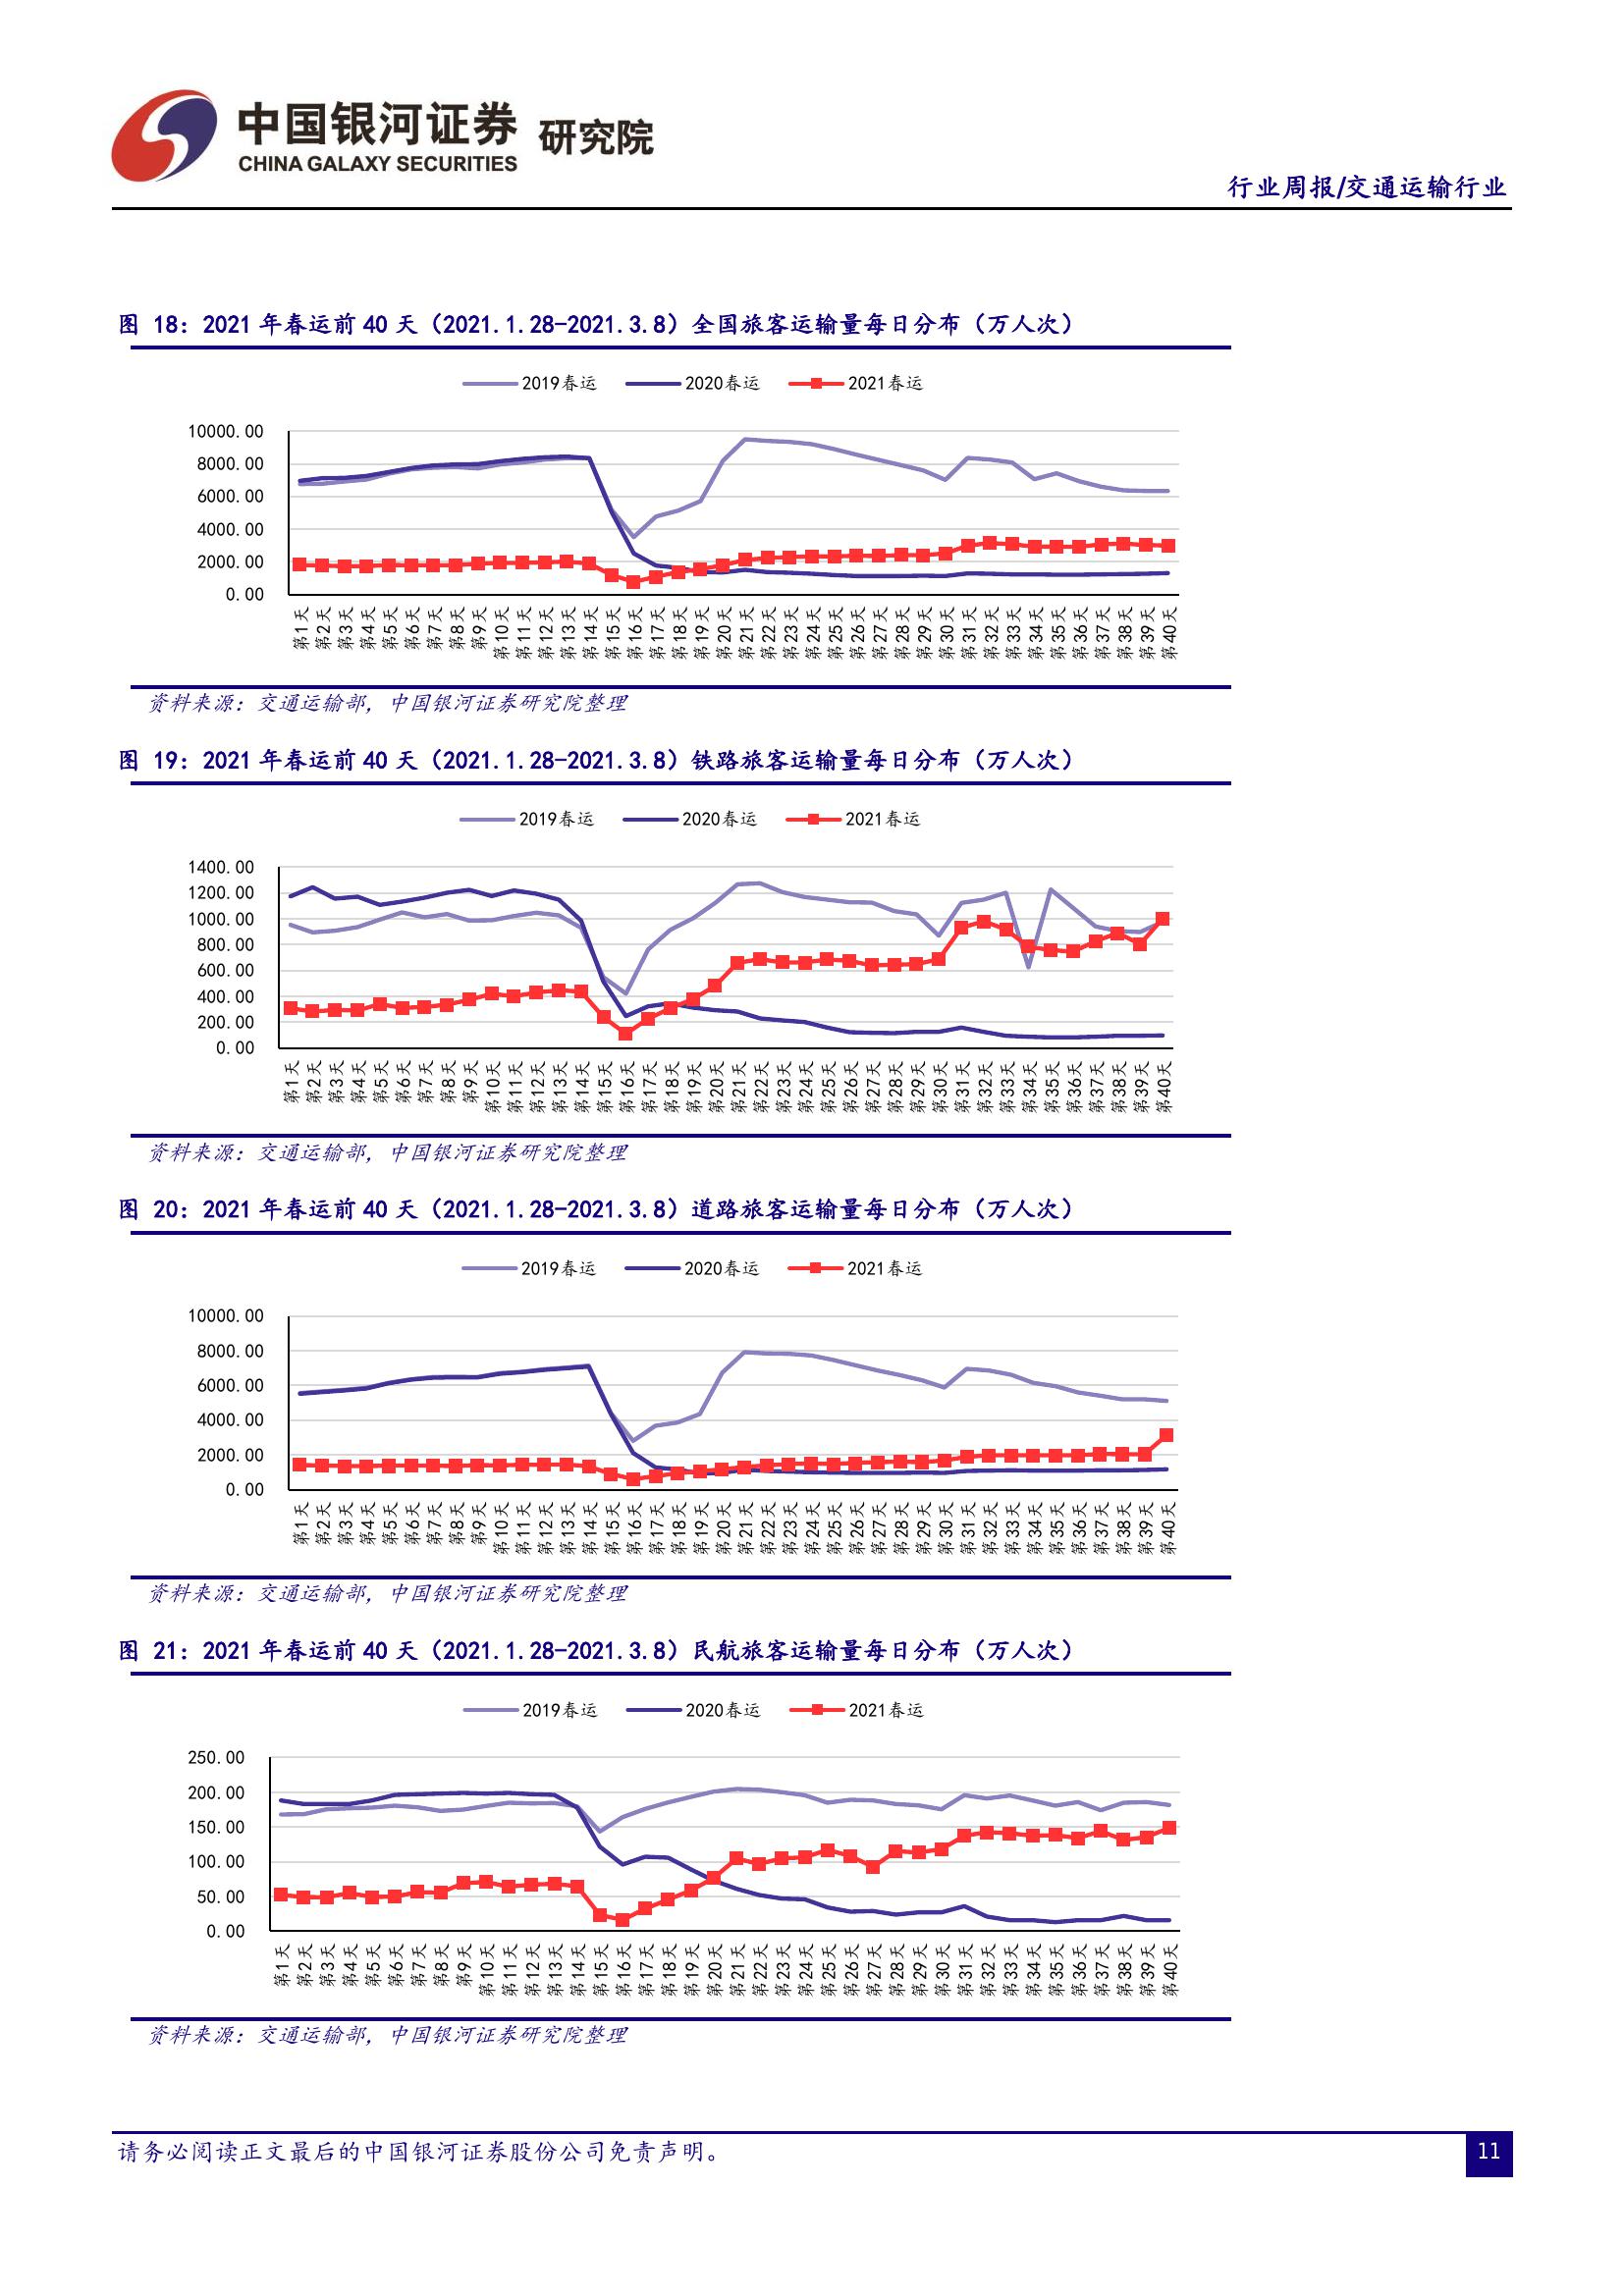 中国银河证券 研究院
CHINA GALAXY SECURITIES
行业周报/交通运输行业
图 18：2021 年春运前 40 天（2021.1.28-2021.3.8）全国旅客运输量每日分布（万人次）
2019春运 2020春运 2021春运
10000.00
8000.00
6000.00
4000.00
2000.00
0.00
第1天 第2天 第3天 第4天 第5天 第6天 第7天 第8天 第9天 第10天 第11天 第12天 第13天 第14天 第15天 第16天 第17天 第18天 第19天 第20天 第21天 第22天 第23天 第24天 第25天 第26天 第27天 第28天 第29天 第30天 第31天 第32天 第33天 第34天 第35天 第36天 第37天 第38天 第39天 第40天
资料来源：交通运输部，中国银河证券研究院整理
图 19：2021 年春运前 40 天（2021.1.28-2021.3.8）铁路旅客运输量每日分布（万人次）
2019春运 2020春运 2021春运
1400.00
1200.00
1000.00
800.00
600.00
400.00
200.00
0.00
第1天 第2天 第3天 第4天 第5天 第6天 第7天 第8天 第9天 第10天 第11天 第12天 第13天 第14天 第15天 第16天 第17天 第18天 第19天 第20天 第21天 第22天 第23天 第24天 第25天 第26天 第27天 第28天 第29天 第30天 第31天 第32天 第33天 第34天 第35天 第36天 第37天 第38天 第39天 第40天
资料来源：交通运输部，中国银河证券研究院整理
图 20：2021 年春运前 40 天（2021.1.28-2021.3.8）道路旅客运输量每日分布（万人次）
2019春运 2020春运 2021春运
10000.00
8000.00
6000.00
4000.00
2000.00
0.00
第1天 第2天 第3天 第4天 第5天 第6天 第7天 第8天 第9天 第10天 第11天 第12天 第13天 第14天 第15天 第16天 第17天 第18天 第19天 第20天 第21天 第22天 第23天 第24天 第25天 第26天 第27天 第28天 第29天 第30天 第31天 第32天 第33天 第34天 第35天 第36天 第37天 第38天 第39天 第40天
资料来源：交通运输部，中国银河证券研究院整理
图 21：2021 年春运前 40 天（2021.1.28-2021.3.8）民航旅客运输量每日分布（万人次）
2019春运 2020春运 2021春运
250.00
200.00
150.00
100.00
50.00
0.00
第1天 第2天 第3天 第4天 第5天 第6天 第7天 第8天 第9天 第10天 第11天 第12天 第13天 第14天 第15天 第16天 第17天 第18天 第19天 第20天 第21天 第22天 第23天 第24天 第25天 第26天 第27天 第28天 第29天 第30天 第31天 第32天 第33天 第34天 第35天 第36天 第37天 第38天 第39天 第40天
资料来源：交通运输部，中国银河证券研究院整理
请务必阅读正文最后的中国银河证券股份公司免责声明。
11